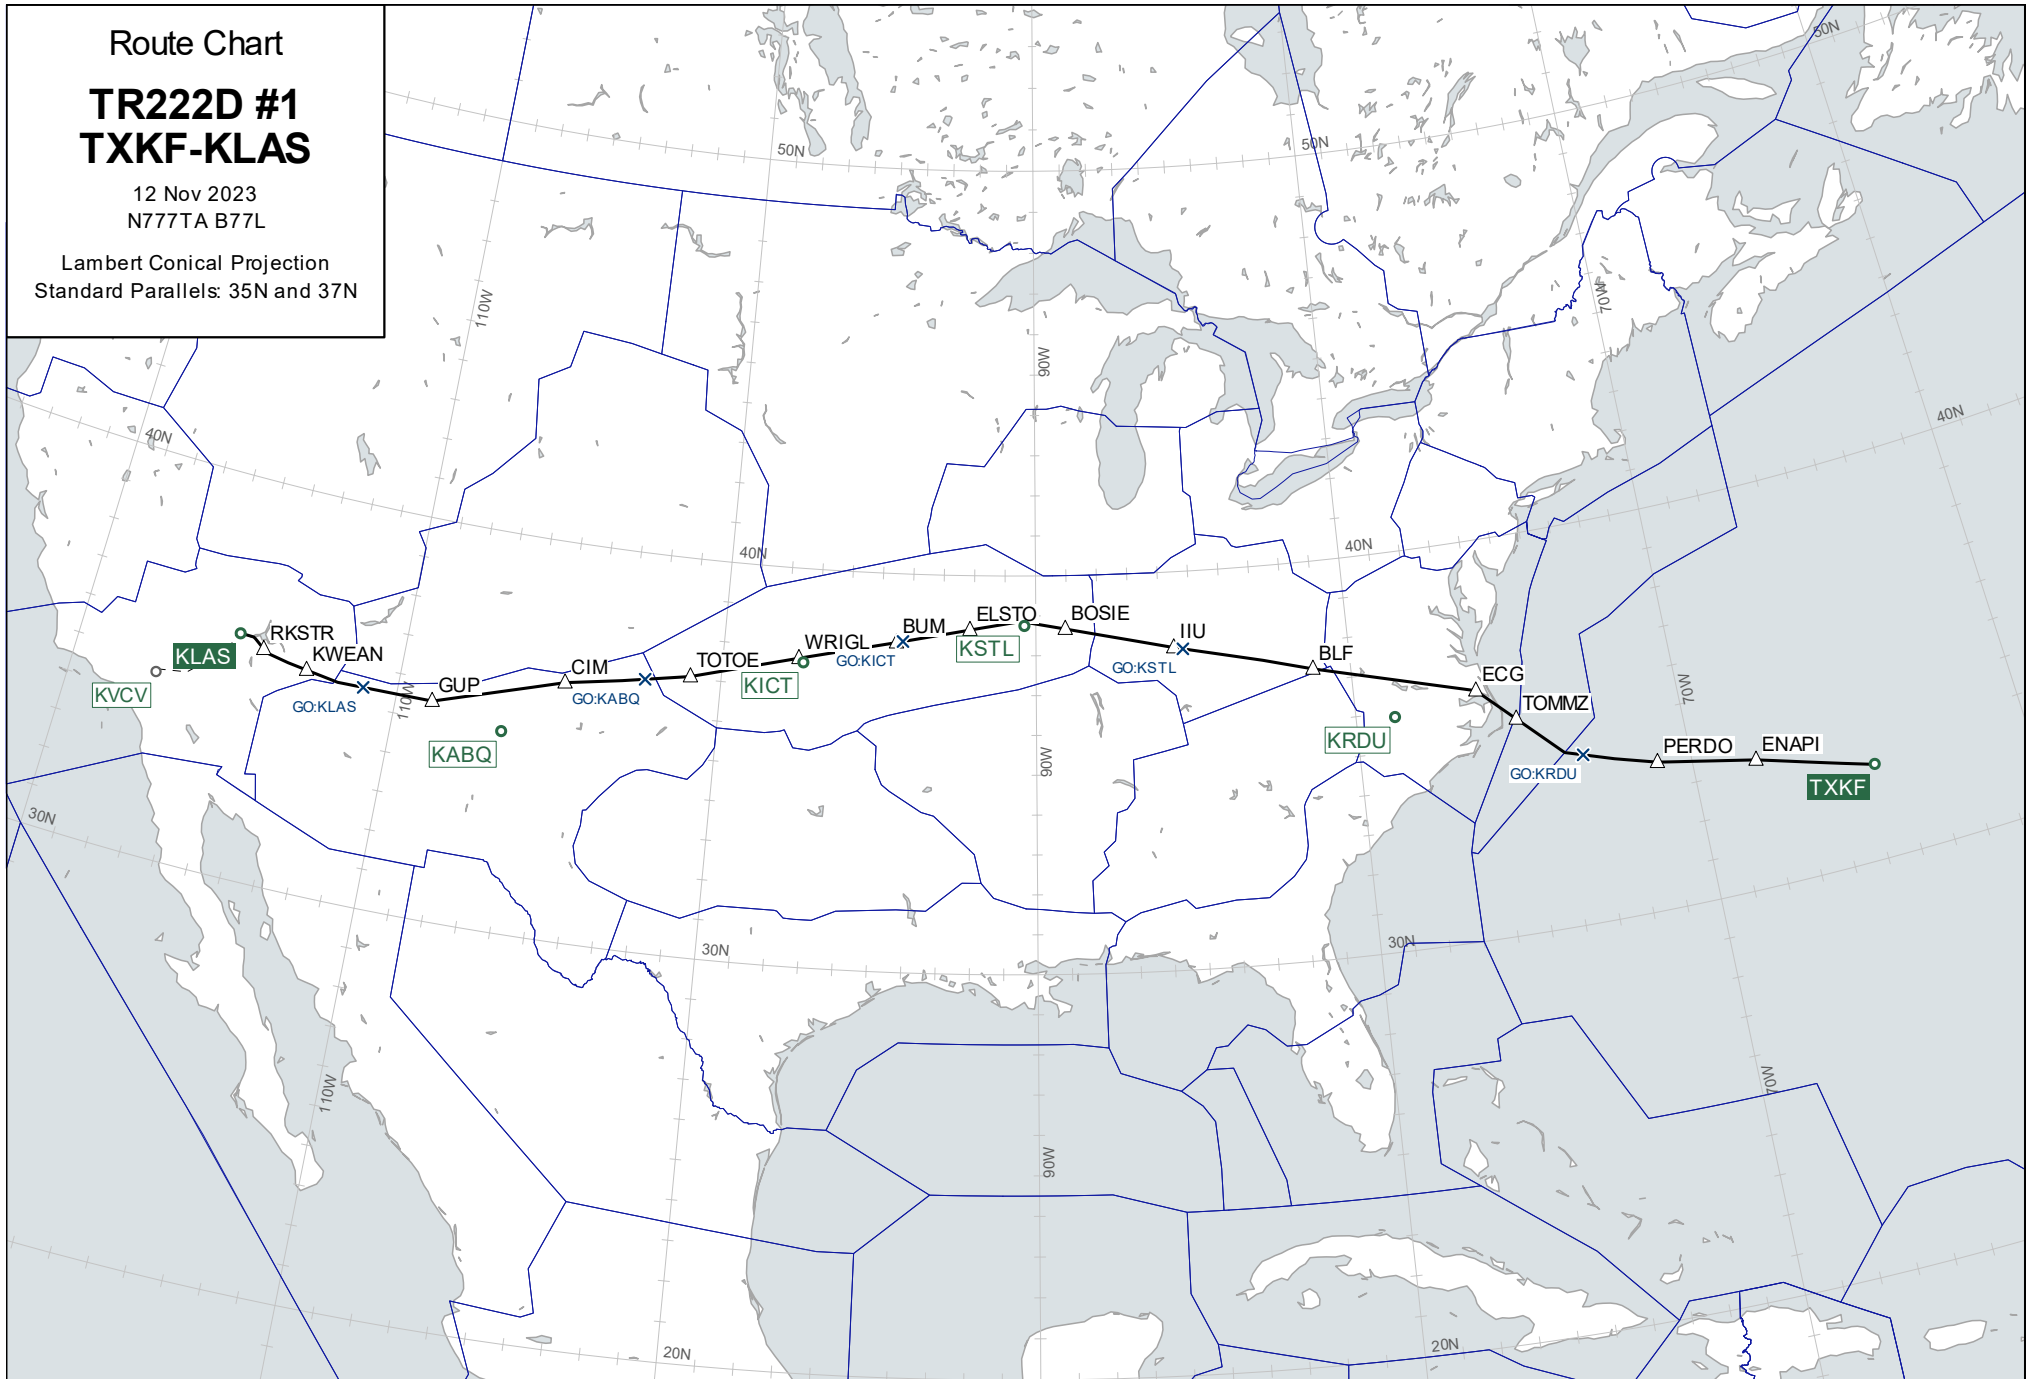 Route Chart
TR222D #1
TXKF-KLAS
12 Nov 2023
N777TA B77L
Lambert Conical Projection
Standard Parallels: 35N and 37N
50N
50N
50N
110W
70W
90W
40N
40N
40N
40N
RKSTR
KLAS
KWEAN
KVCV
GO:KLAS
110W
GUP
KABQ
CIM
GO:KABQ
TOTOE
KICT
WRIGL
GO:KICT
BUM
ELSTO
KSTL
BOSIE
IIU
GO:KSTL
BLF
KRDU
ECG
TOMMZ
GO:KRDU
PERDO
ENAPI
TXKF
70W
90W
30N
30N
30N
110W
70W
90W
20N
20N